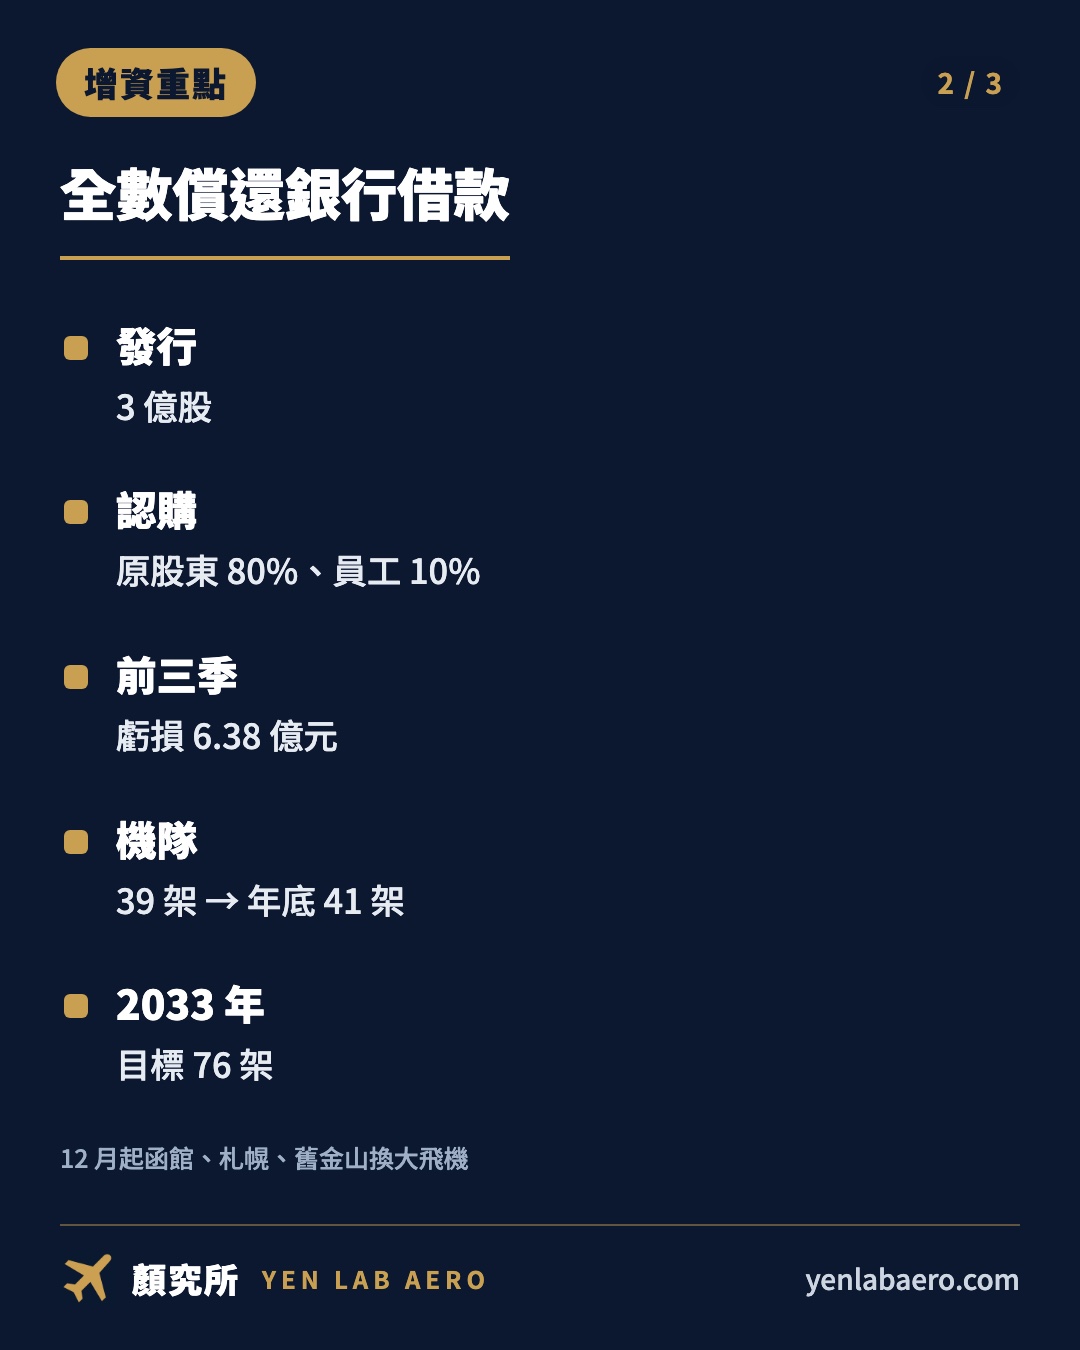 增資重點
2 / 3
全數償還銀行借款
發行
3 億股
認購
原股東 80%、員工 10%
前三季
虧損 6.38 億元
機隊
39 架 → 年底 41 架
2033 年
目標 76 架
12 月起函館、札幌、舊金山換大飛機
顏究所 YEN LAB AERO
yenlabaero.com